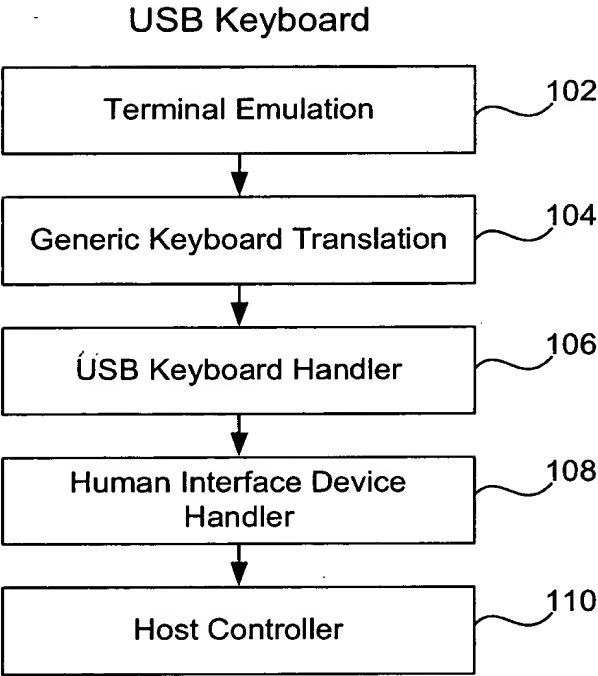 USB Keyboard
Terminal Emulation
102
Generic Keyboard Translation
104
USB Keyboard Handler
106
Human Interface Device
Handler
108
Host Controller
110